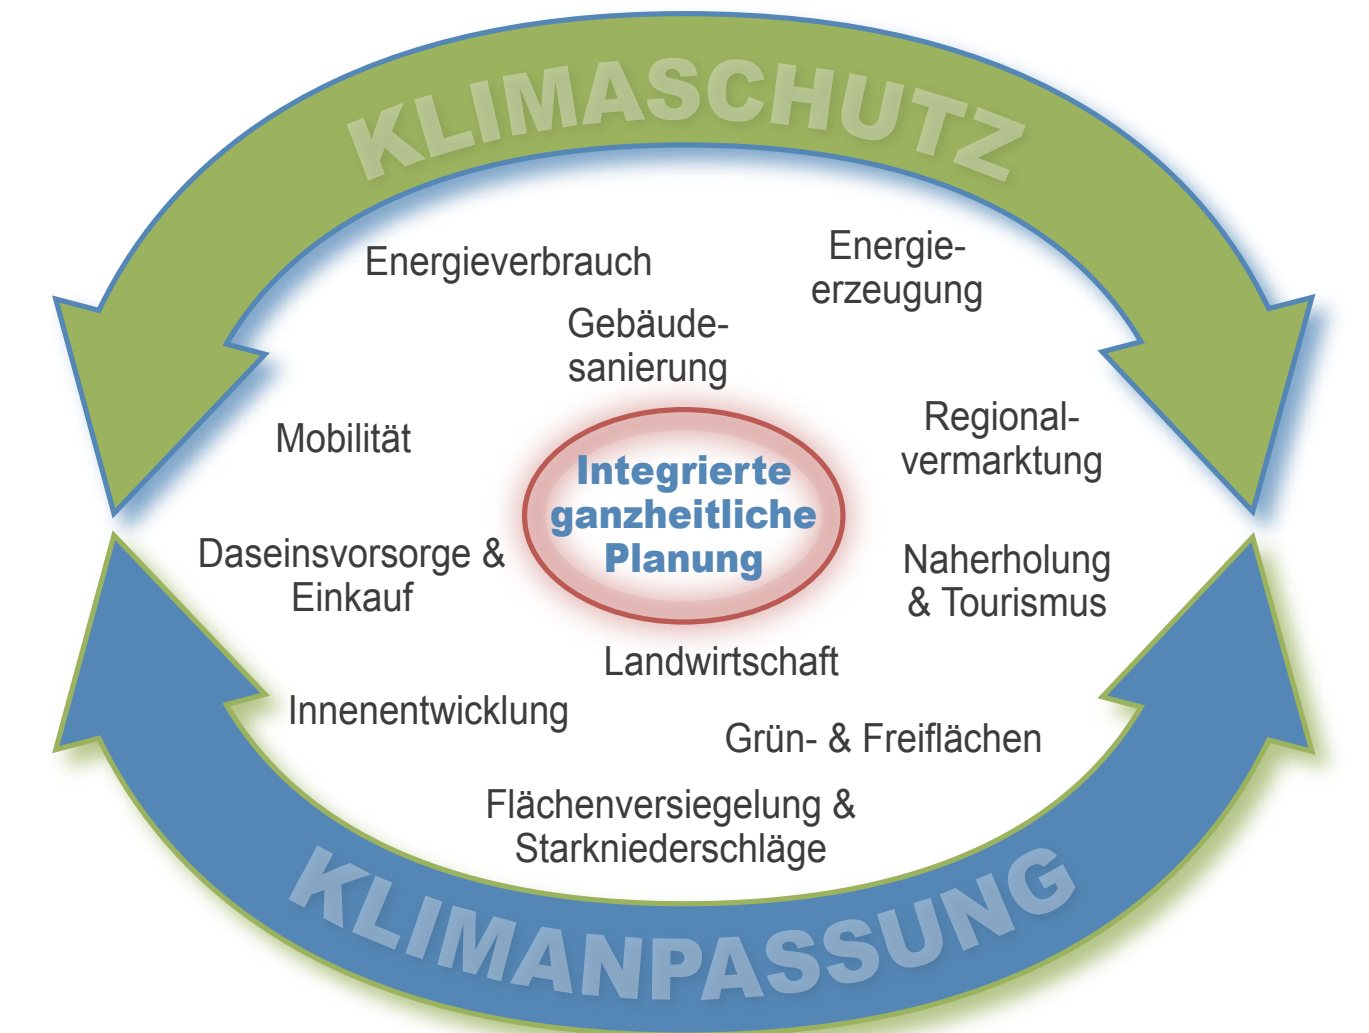 KLIMASCHUTZ
Energieverbrauch
Energie-
erzeugung
Gebäude-
sanierung
Mobilität
Regional-
vermarktung
Integrierte
ganzheitliche
Planung
Daseinsvorsorge &
Einkauf
Naherholung
& Tourismus
Landwirtschaft
Innenentwicklung
Grün- & Freiflächen
Flächenversiegelung &
Starkniederschläge
KLIMANPASSUNG